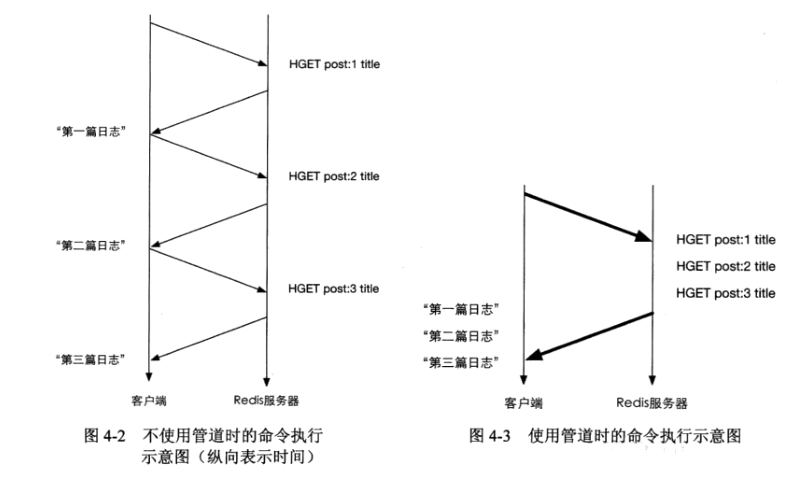 HGET post:1 title
“第一篇日志”
HGET post:2 title
“第二篇日志”
HGET post:3 title
“第三篇日志”
客户端
Redis服务器
图 4-2 不使用管道时的命令执行
示意图（纵向表示时间）
HGET post:1 title
HGET post:2 title
HGET post:3 title
“第一篇日志”
“第二篇日志”
“第三篇日志”
客户端
Redis服务器
图 4-3 使用管道时的命令执行示意图